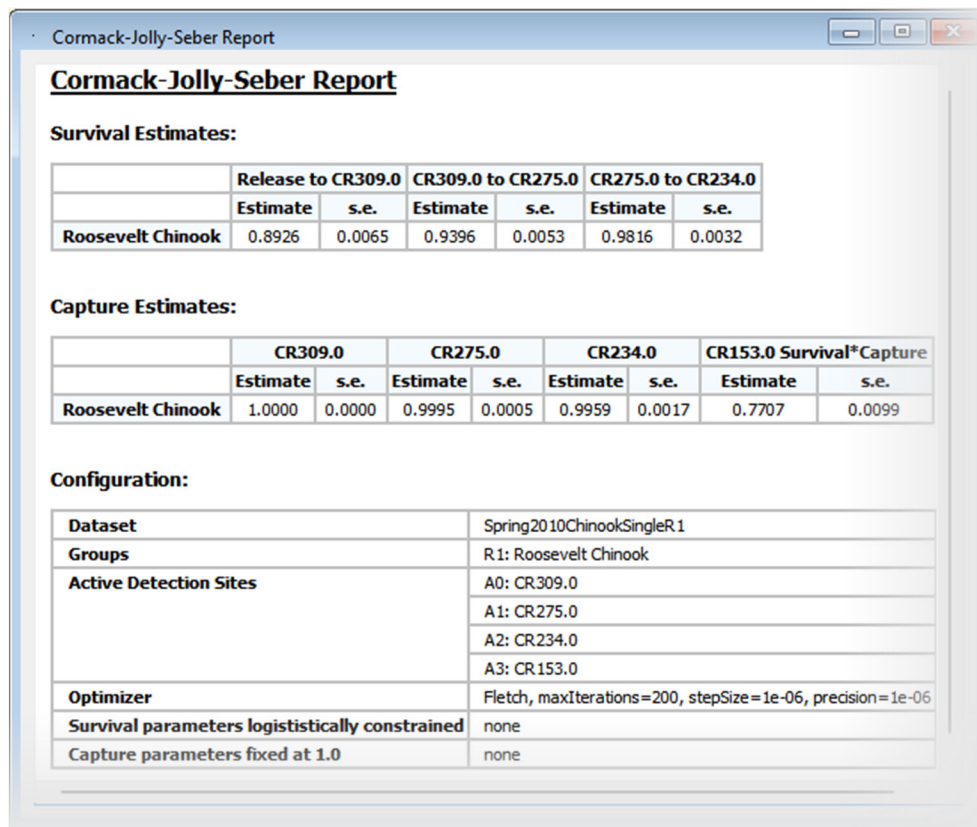 Cormack-Jolly-Seber Report
Cormack-Jolly-Seber Report
Survival Estimates:
Release to CR309.0 CR309.0 to CR275.0 CR275.0 to CR234.0
Estimate s.e. Estimate s.e. Estimate s.e.
Roosevelt Chinook 0.8926 0.0065 0.9396 0.0053 0.9816 0.0032
Capture Estimates:
CR309.0 CR275.0 CR234.0 CR153.0 Survival*Capture
Estimate s.e. Estimate s.e. Estimate s.e. Estimate s.e.
Roosevelt Chinook 1.0000 0.0000 0.9995 0.0005 0.9959 0.0017 0.7707 0.0099
Configuration:
Dataset Spring2010ChinookSingleR1
Groups R1: Roosevelt Chinook
Active Detection Sites A0: CR309.0
A1: CR275.0
A2: CR234.0
A3: CR153.0
Optimizer Fletch, maxIterations=200, stepSize=1e-06, precision=1e-06
Survival parameters logististically constrained none
Capture parameters fixed at 1.0 none